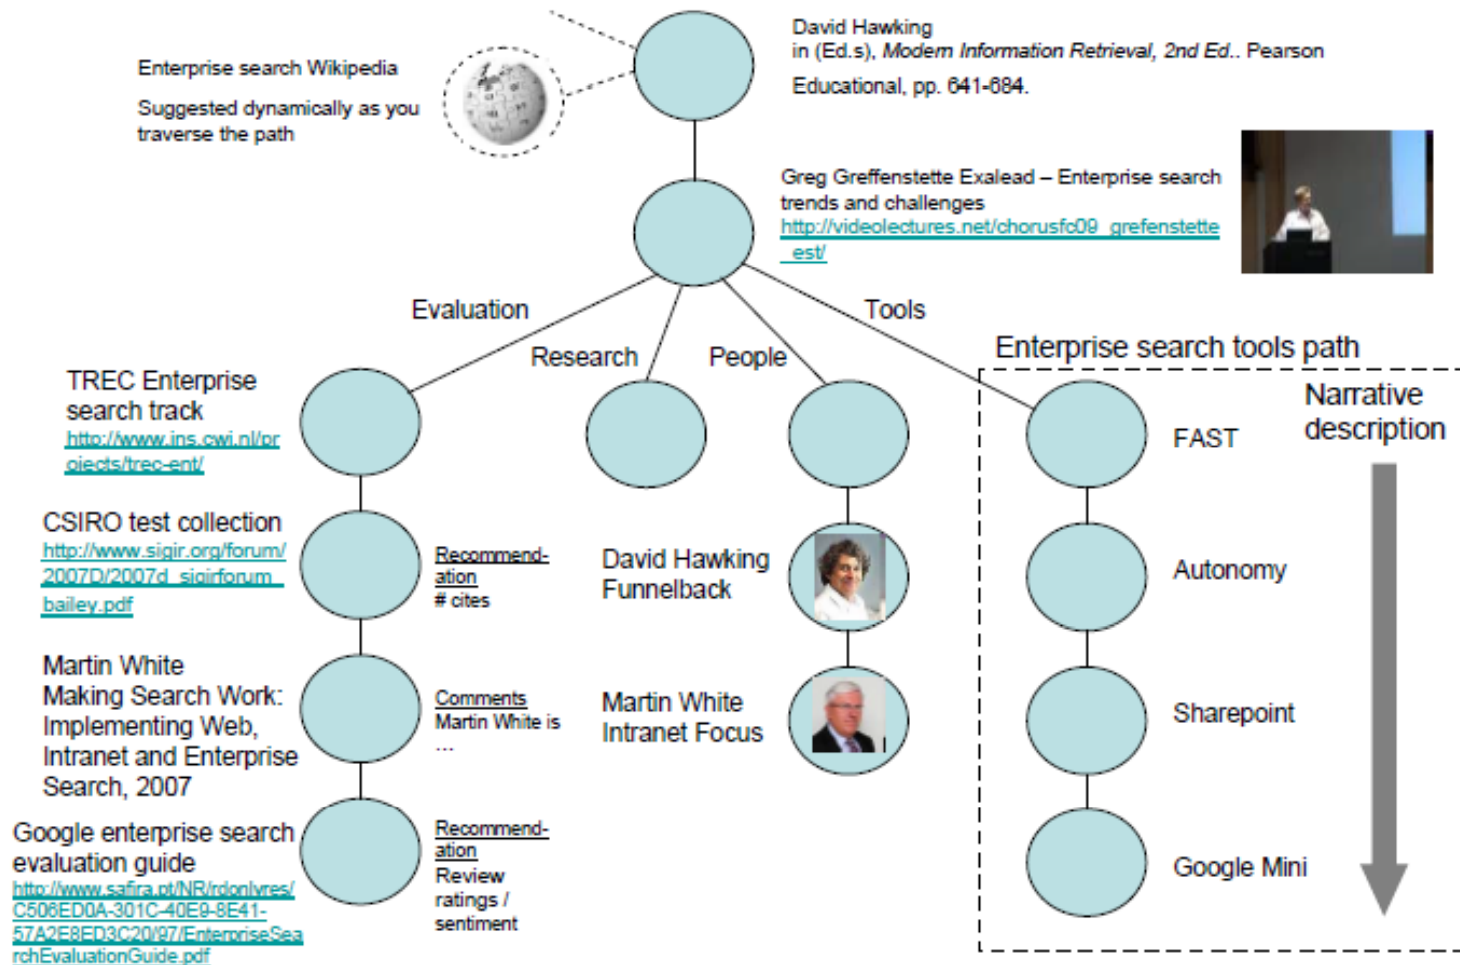 David Hawking
in (Ed.s), Modern Information Retrieval, 2nd Ed.. Pearson
Educational, pp. 641-684.
Enterprise search Wikipedia
Suggested dynamically as you
traverse the path
Greg Greffenstette Exalead – Enterprise search
trends and challenges
http://videolectures.net/chorusfc09_grefenstette
_est/
Evaluation
Research
People
Tools
Enterprise search tools path
Narrative
description
TREC Enterprise
search track
http://www.ins.cwi.nl/pr
ojects/trec-ent/
CSIRO test collection
http://www.sigir.org/forum/
2007D/2007d_sigirforum_
bailey.pdf
Recommend-
ation
# cites
Martin White
Making Search Work:
Implementing Web,
Intranet and Enterprise
Search, 2007
Comments
Martin White is
...
Google enterprise search
evaluation guide
http://www.safira.pt/NR/rdonlyres/
C506ED0A-301C-40E9-8E41-
57A2E8ED3C20/97/EnterpriseSea
rchEvaluationGuide.pdf
Recommend-
ation
Review
ratings /
sentiment
David Hawking
Funnelback
Martin White
Intranet Focus
FAST
Autonomy
Sharepoint
Google Mini